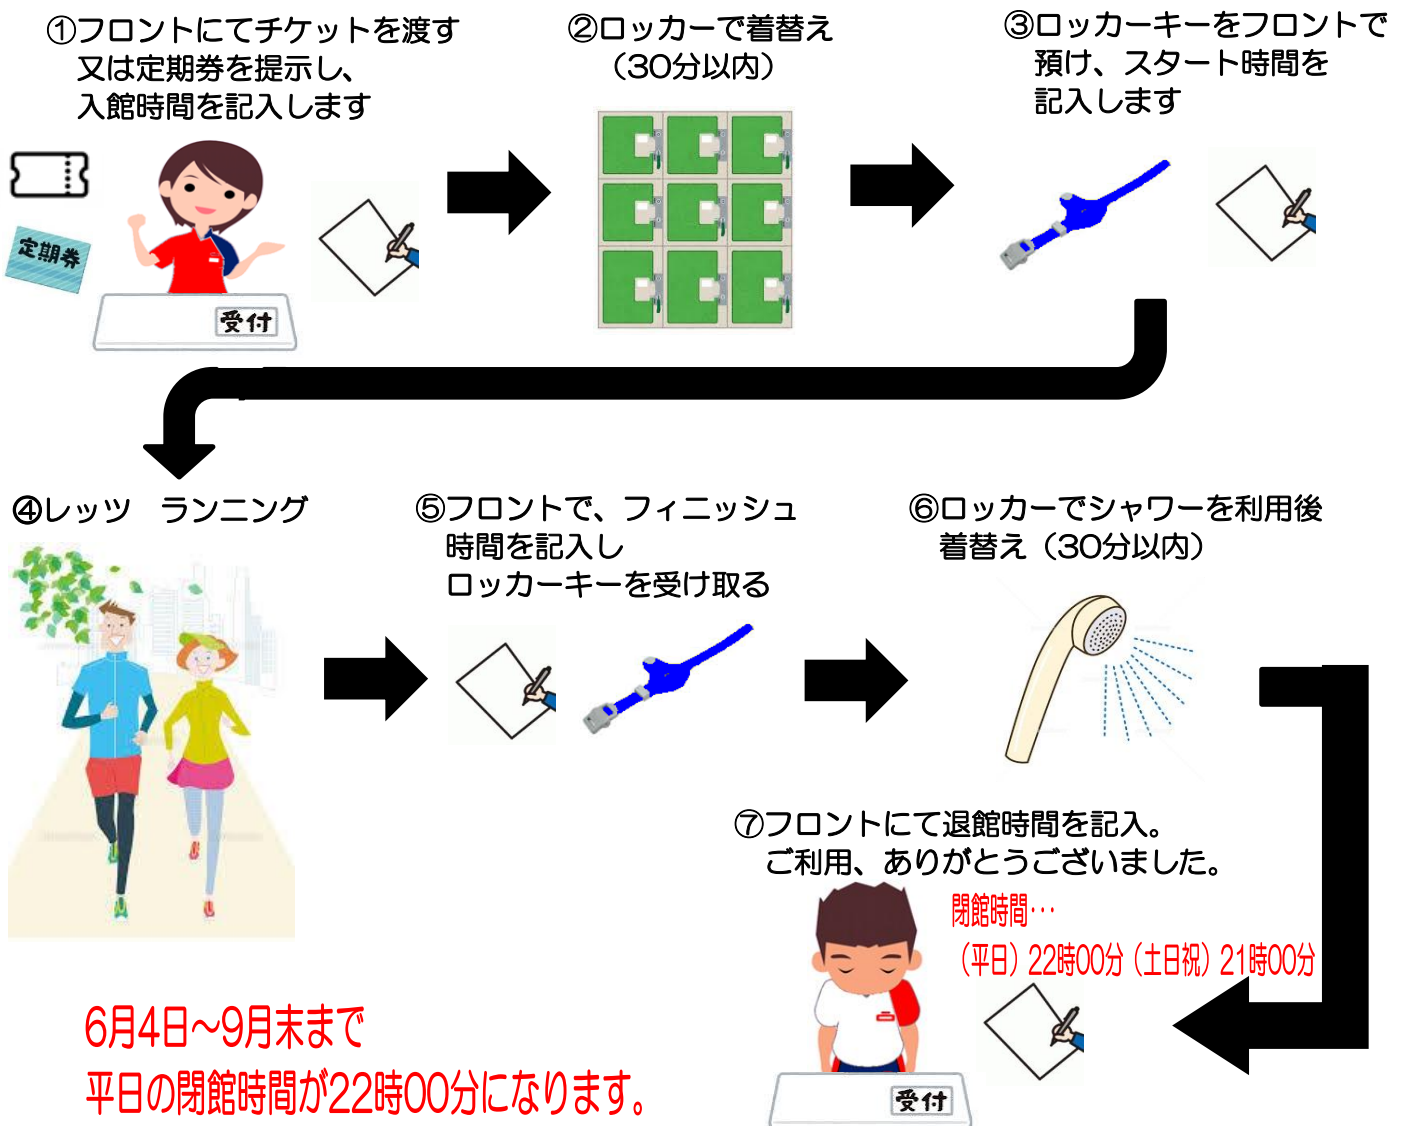 ①フロントにてチケットを渡す
又は定期券を提示し、
入館時間を記入します
②ロッカーで着替え
（30分以内）
③ロッカーキーをフロントで
預け、スタート時間を
記入します
定期券
受付
④レッツ　ランニング
⑤フロントで、フィニッシュ
時間を記入し
ロッカーキーを受け取る
⑥ロッカーでシャワーを利用後
着替え（30分以内）
⑦フロントにて退館時間を記入。
ご利用、ありがとうございました。
閉館時間…
（平日）22時00分（土日祝）21時00分
受付
6月4日～9月末まで
平日の閉館時間が22時00分になります。